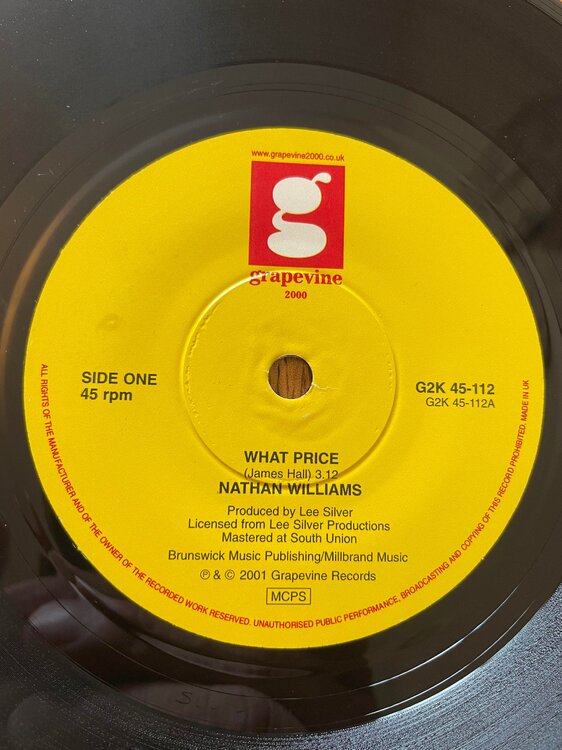 www.grapevine2000.co.uk
g
grapevine
2000
SIDE ONE
45 rpm
G2K 45-112
G2K 45-112A
WHAT PRICE
(James Hall) 3.12
NATHAN WILLIAMS
Produced by Lee Silver
Licensed from Lee Silver Productions
Mastered at South Union
Brunswick Music Publishing/Millbrand Music
℗ & © 2001 Grapevine Records
MCPS
ALL RIGHTS OF THE MANUFACTURER AND OF THE OWNER OF THE RECORDED WORK RESERVED. UNAUTHORISED PUBLIC PERFORMANCE, BROADCASTING AND COPYING OF THIS RECORD PROHIBITED. MADE IN UK